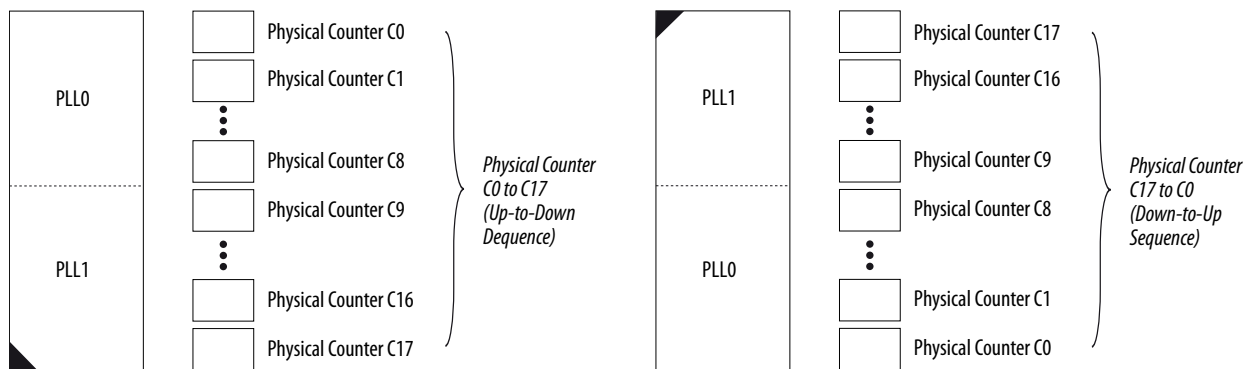 PLL0
PLL1
Physical Counter C0
Physical Counter C1
Physical Counter C8
Physical Counter C9
Physical Counter C16
Physical Counter C17
Physical Counter
C0 to C17
(Up-to-Down
Dequence)
PLL1
PLL0
Physical Counter C17
Physical Counter C16
Physical Counter C9
Physical Counter C8
Physical Counter C1
Physical Counter C0
Physical Counter
C17 to C0
(Down-to-Up
Sequence)